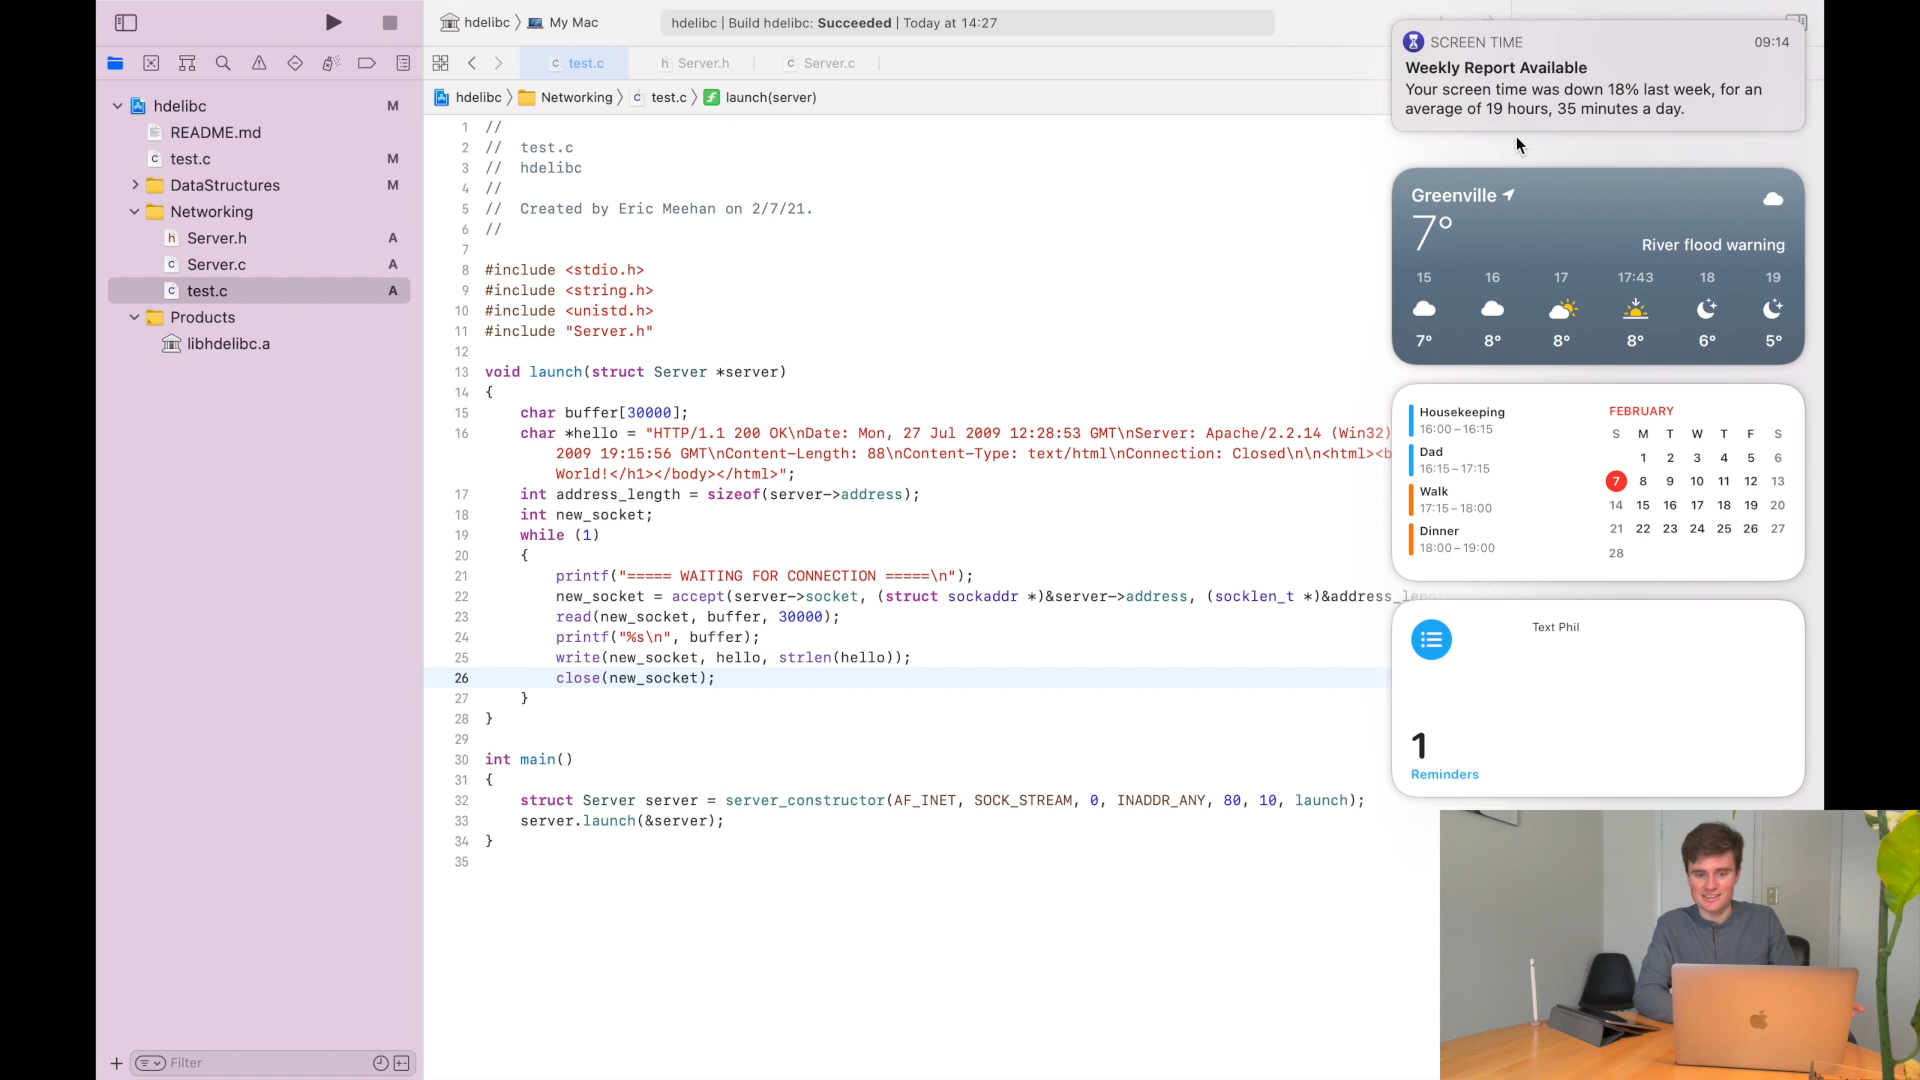 hdelibc
My Mac
hdelibc | Build hdelibc: Succeeded | Today at 14:27
test.c
Server.h
Server.c
hdelibc
Networking
test.c
launch(server)
hdelibc M
README.md
test.c M
DataStructures M
Networking
Server.h A
Server.c A
test.c A
Products
libhdelibc.a
Filter
1 //
2 // test.c
3 // hdelibc
4 //
5 // Created by Eric Meehan on 2/7/21.
6 //
7
8 #include <stdio.h>
9 #include <string.h>
10 #include <unistd.h>
11 #include "Server.h"
12
13 void launch(struct Server *server)
14 {
15 char buffer[30000];
16 char *hello = "HTTP/1.1 200 OK\nDate: Mon, 27 Jul 2009 12:28:53 GMT\nServer: Apache/2.2.14 (Win32)
2009 19:15:56 GMT\nContent-Length: 88\nContent-Type: text/html\nConnection: Closed\n\n<html><b
World!</h1></body></html>";
17 int address_length = sizeof(server->address);
18 int new_socket;
19 while (1)
20 {
21 printf("===== WAITING FOR CONNECTION =====\n");
22 new_socket = accept(server->socket, (struct sockaddr *)&server->address, (socklen_t *)&address_leng
23 read(new_socket, buffer, 30000);
24 printf("%s\n", buffer);
25 write(new_socket, hello, strlen(hello));
26 close(new_socket);
27 }
28 }
29
30 int main()
31 {
32 struct Server server = server_constructor(AF_INET, SOCK_STREAM, 0, INADDR_ANY, 80, 10, launch);
33 server.launch(&server);
34 }
35
SCREEN TIME 09:14
Weekly Report Available
Your screen time was down 18% last week, for an
average of 19 hours, 35 minutes a day.
Greenville
7°
River flood warning
15 16 17 17:43 18 19
7° 8° 8° 8° 6° 5°
Housekeeping
16:00–16:15
Dad
16:15–17:15
Walk
17:15–18:00
Dinner
18:00–19:00
FEBRUARY
S M T W T F S
1 2 3 4 5 6
7 8 9 10 11 12 13
14 15 16 17 18 19 20
21 22 23 24 25 26 27
28
Text Phil
1
Reminders